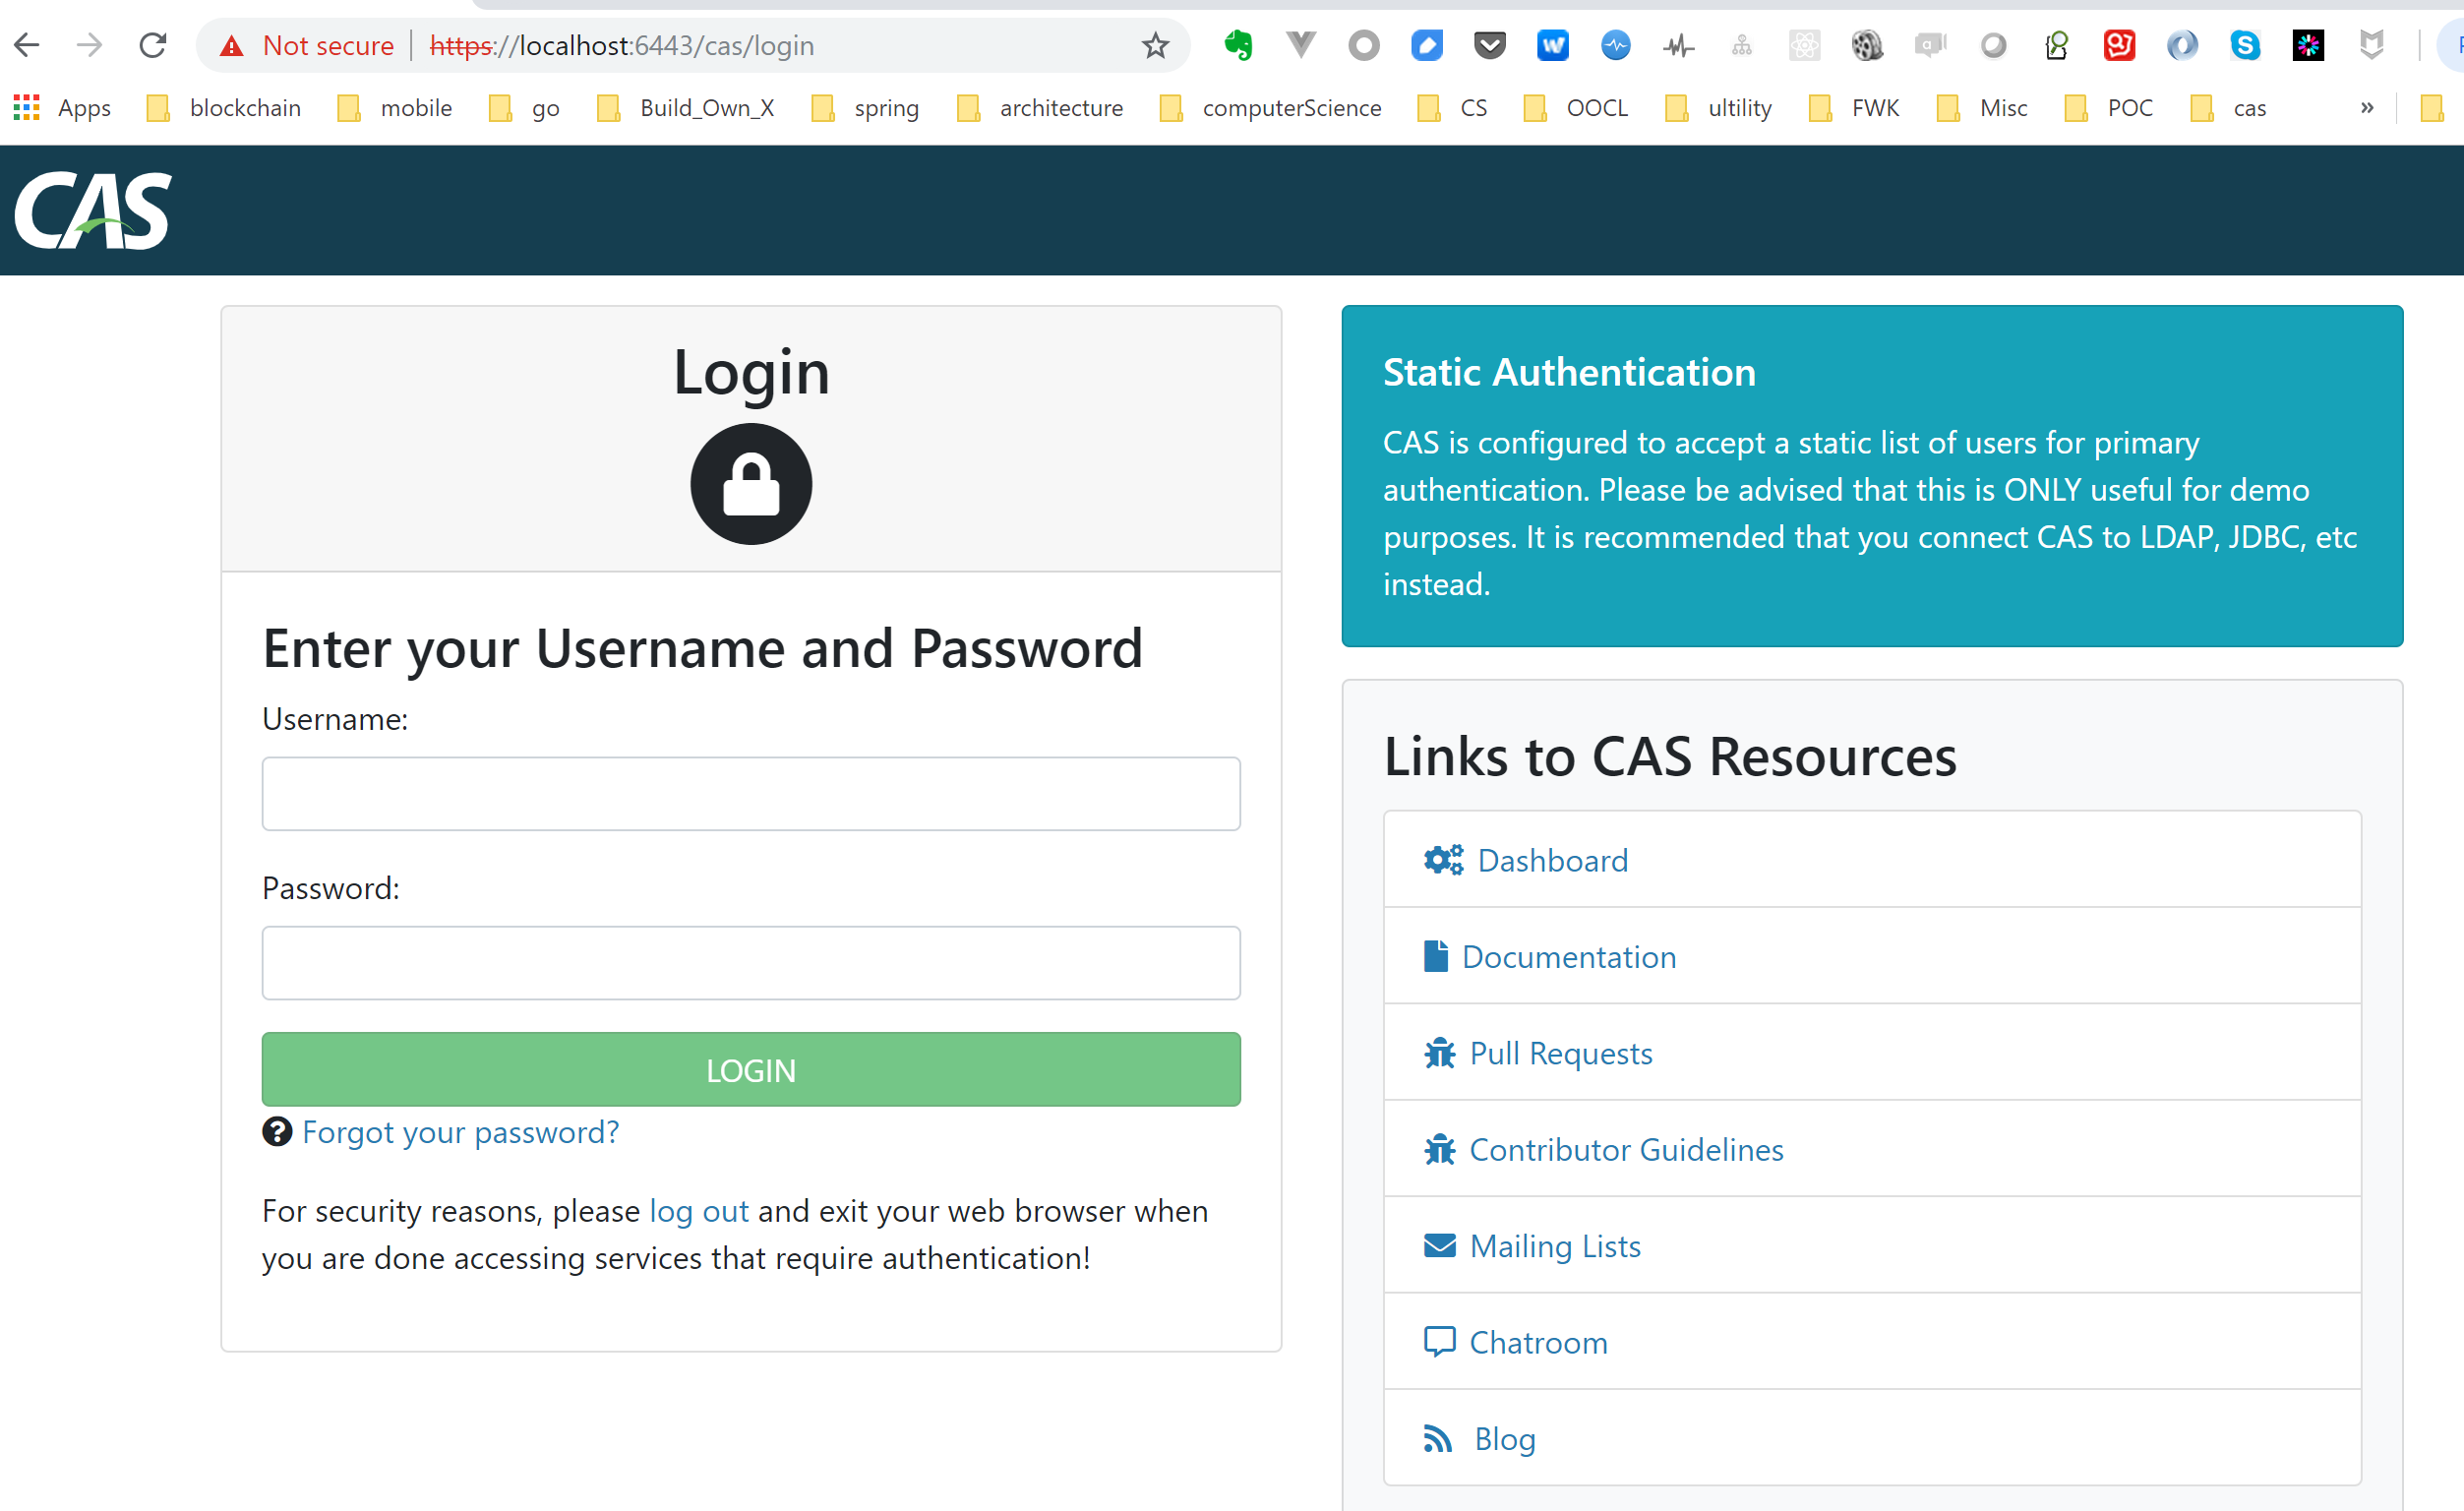 Not secure | https://localhost:6443/cas/login
Apps blockchain mobile go Build_Own_X spring architecture computerScience CS OOCL ultility FWK Misc POC cas »
CAS
Login
Enter your Username and Password
Username:
Password:
LOGIN
Forgot your password?
For security reasons, please log out and exit your web browser when
you are done accessing services that require authentication!
Static Authentication
CAS is configured to accept a static list of users for primary
authentication. Please be advised that this is ONLY useful for demo
purposes. It is recommended that you connect CAS to LDAP, JDBC, etc
instead.
Links to CAS Resources
Dashboard
Documentation
Pull Requests
Contributor Guidelines
Mailing Lists
Chatroom
Blog